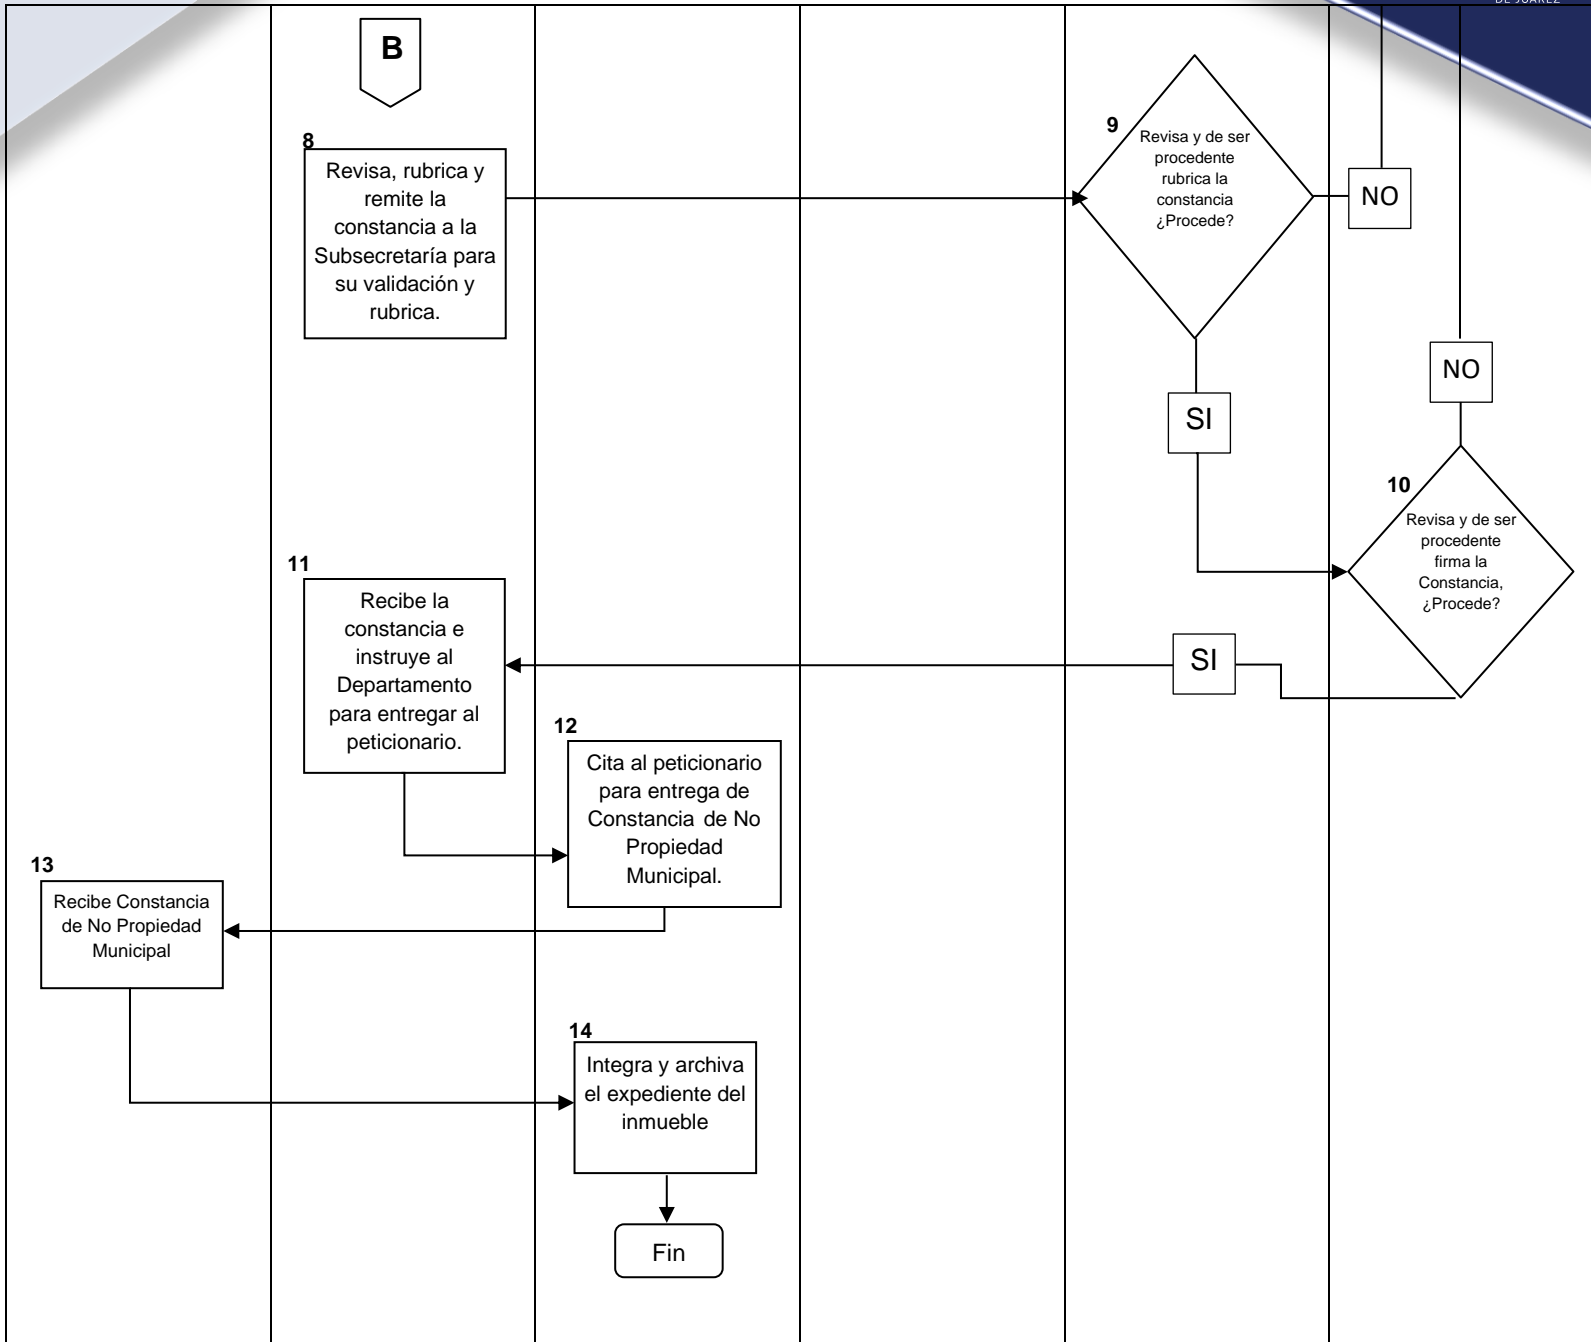 DE JUÁREZ
B
8
Revisa, rubrica y
remite la
constancia a la
Subsecretaría para
su validación y
rubrica.
9
Revisa y de ser
procedente
rubrica la
constancia
¿Procede?
NO
SI
NO
10
Revisa y de ser
procedente
firma la
Constancia,
¿Procede?
SI
11
Recibe la
constancia e
instruye al
Departamento
para entregar al
peticionario.
12
Cita al peticionario
para entrega de
Constancia de No
Propiedad
Municipal.
13
Recibe Constancia
de No Propiedad
Municipal
14
Integra y archiva
el expediente del
inmueble
Fin